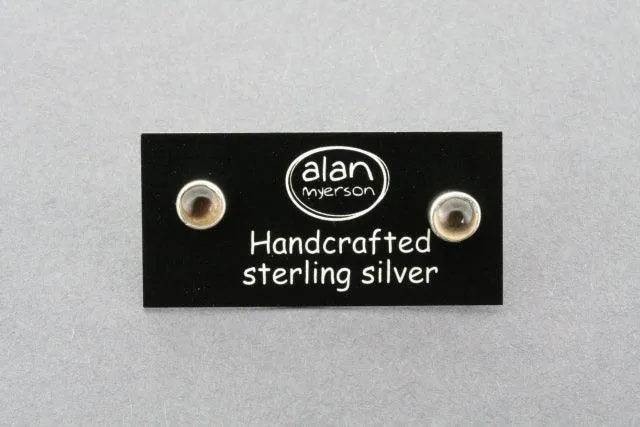 alan
myerson
Handcrafted
sterling silver